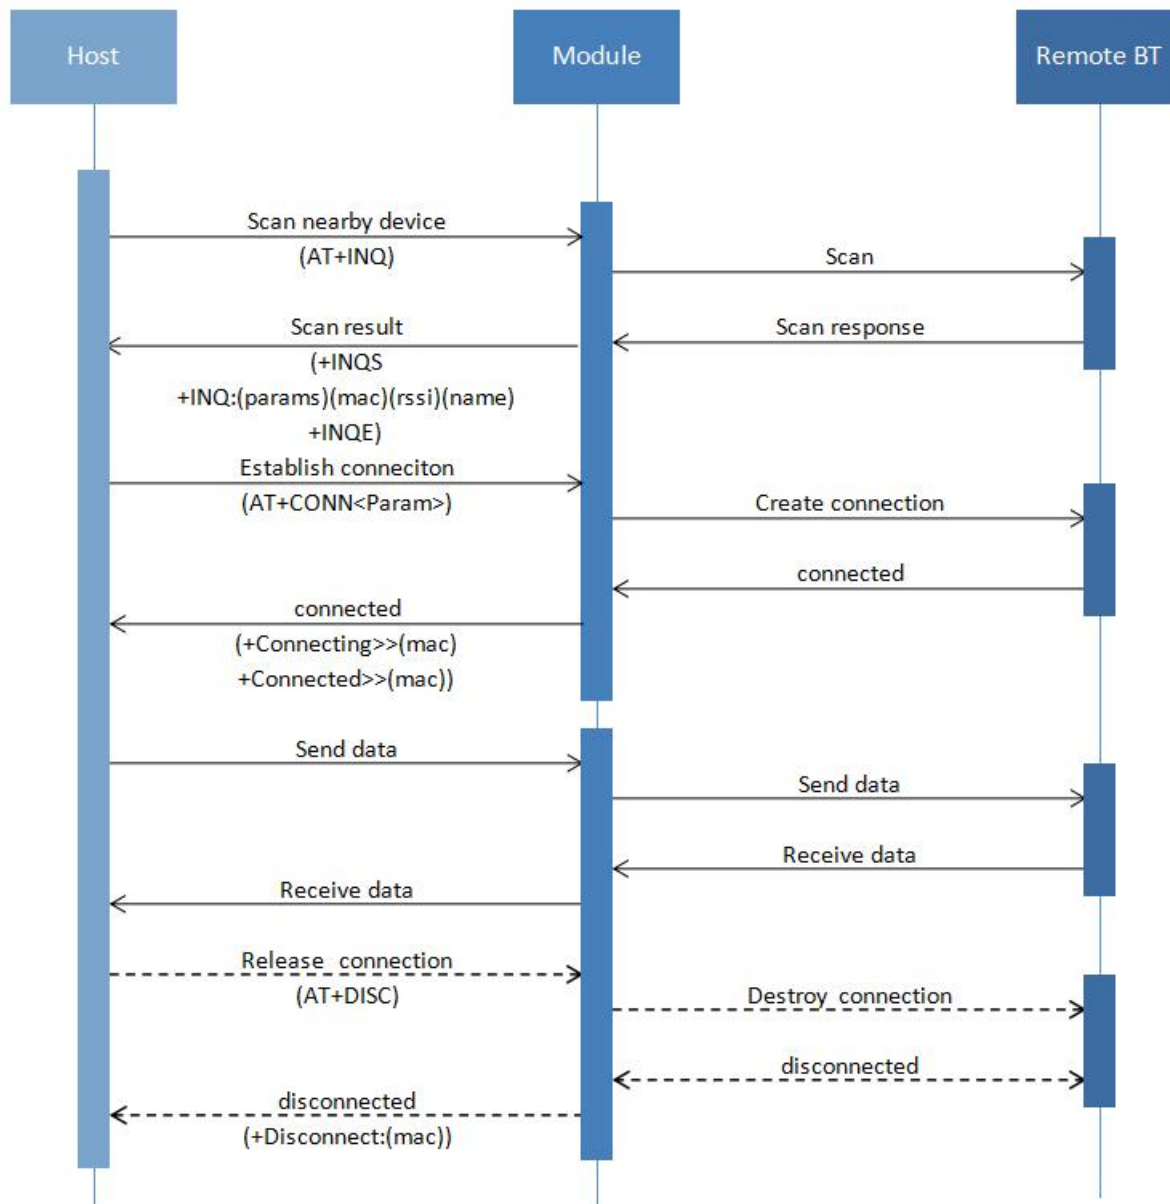 Host
Module
Remote BT
Scan nearby device
(AT+INQ)
Scan
Scan result
Scan response
(+INQS
+INQ:(params)(mac)(rssi)(name)
+INQE)
Establish conneciton
(AT+CONN<Param>)
Create connection
connected
connected
(+Connecting>>(mac)
+Connected>>(mac))
Send data
Send data
Receive data
Receive data
Release connection
(AT+DISC)
Destroy connection
disconnected
disconnected
(+Disconnect:(mac))